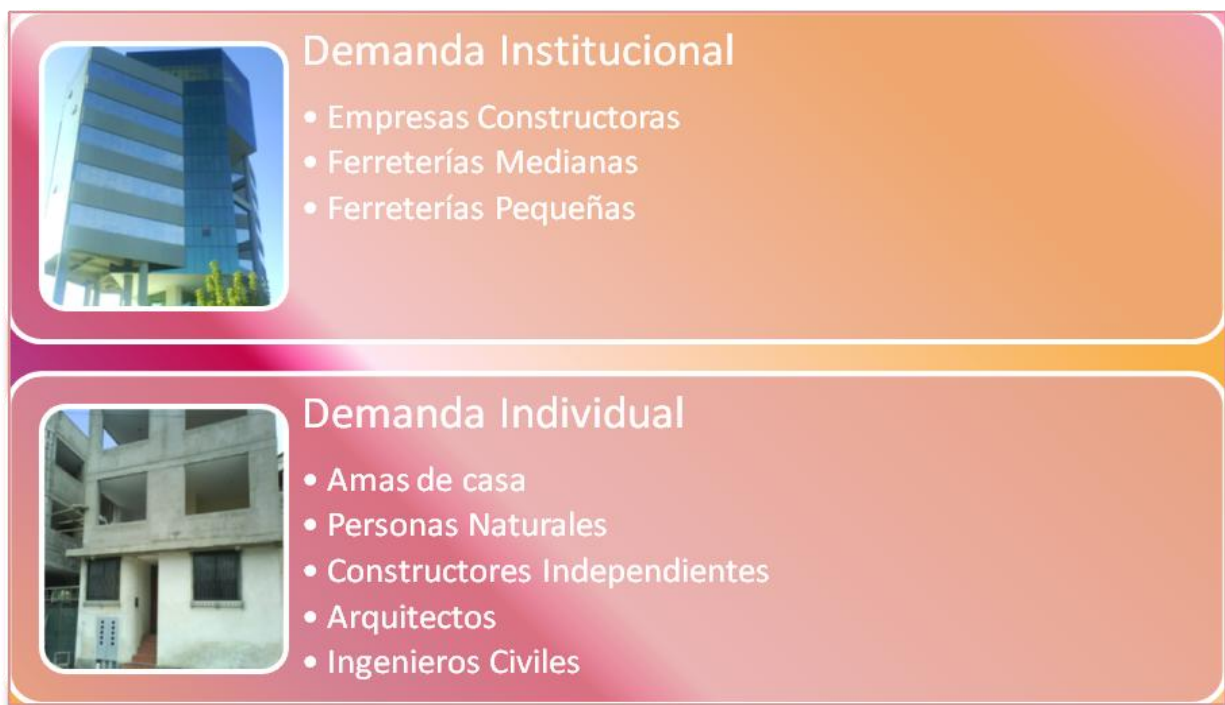 Demanda Institucional
• Empresas Constructoras
• Ferreterías Medianas
• Ferreterías Pequeñas
Demanda Individual
• Amas de casa
• Personas Naturales
• Constructores Independientes
• Arquitectos
• Ingenieros Civiles